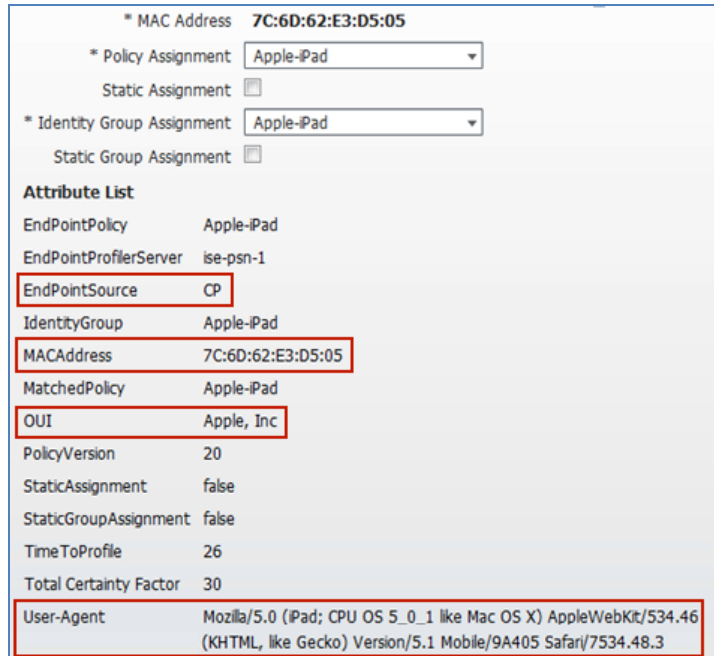 * MAC Address 7C:6D:62:E3:D5:05
* Policy Assignment Apple-iPad
Static Assignment
* Identity Group Assignment Apple-iPad
Static Group Assignment
Attribute List
EndPointPolicy Apple-iPad
EndPointProfilerServer ise-psn-1
EndPointSource CP
IdentityGroup Apple-iPad
MACAddress 7C:6D:62:E3:D5:05
MatchedPolicy Apple-iPad
OUI Apple, Inc
PolicyVersion 20
StaticAssignment false
StaticGroupAssignment false
TimeToProfile 26
Total Certainty Factor 30
User-Agent Mozilla/5.0 (iPad; CPU OS 5_0_1 like Mac OS X) AppleWebKit/534.46
(KHTML, like Gecko) Version/5.1 Mobile/9A405 Safari/7534.48.3